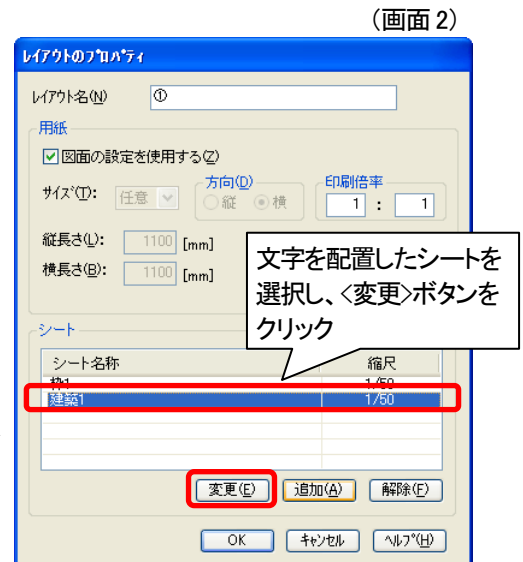 (画面 2)
レイアウトのプロパティ
レイアウト名(N) ①
用紙
図面の設定を使用する(Z)
サイズ(T): 任意
方向(D)
縦 横
印刷倍率
1 : 1
縦長さ(L): 1100 [mm]
横長さ(B): 1100 [mm]
文字を配置したシートを
選択し、<変更>ボタンを
クリック
シート
シート名称 縮尺
枠1 1/50
建築1 1/50
変更(E) 追加(A) 解除(F)
OK キャンセル ヘルプ(H)